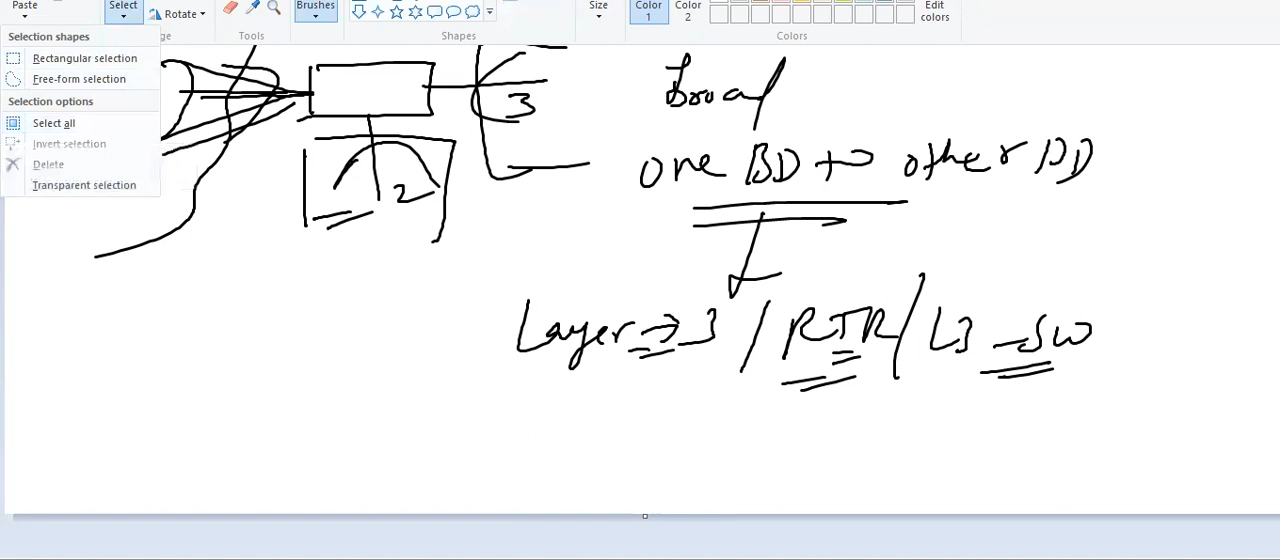 Paste
Select
Rotate
Brushes
Size
Color 1
Color 2
Edit colors
Selection shapes
ge
Tools
Shapes
Colors
Rectangular selection
Free-form selection
Selection options
Select all
Invert selection
Delete
Transparent selection
3
2
Broad
one BD to other BD
Layer → 3 / RTR / L3 → SW